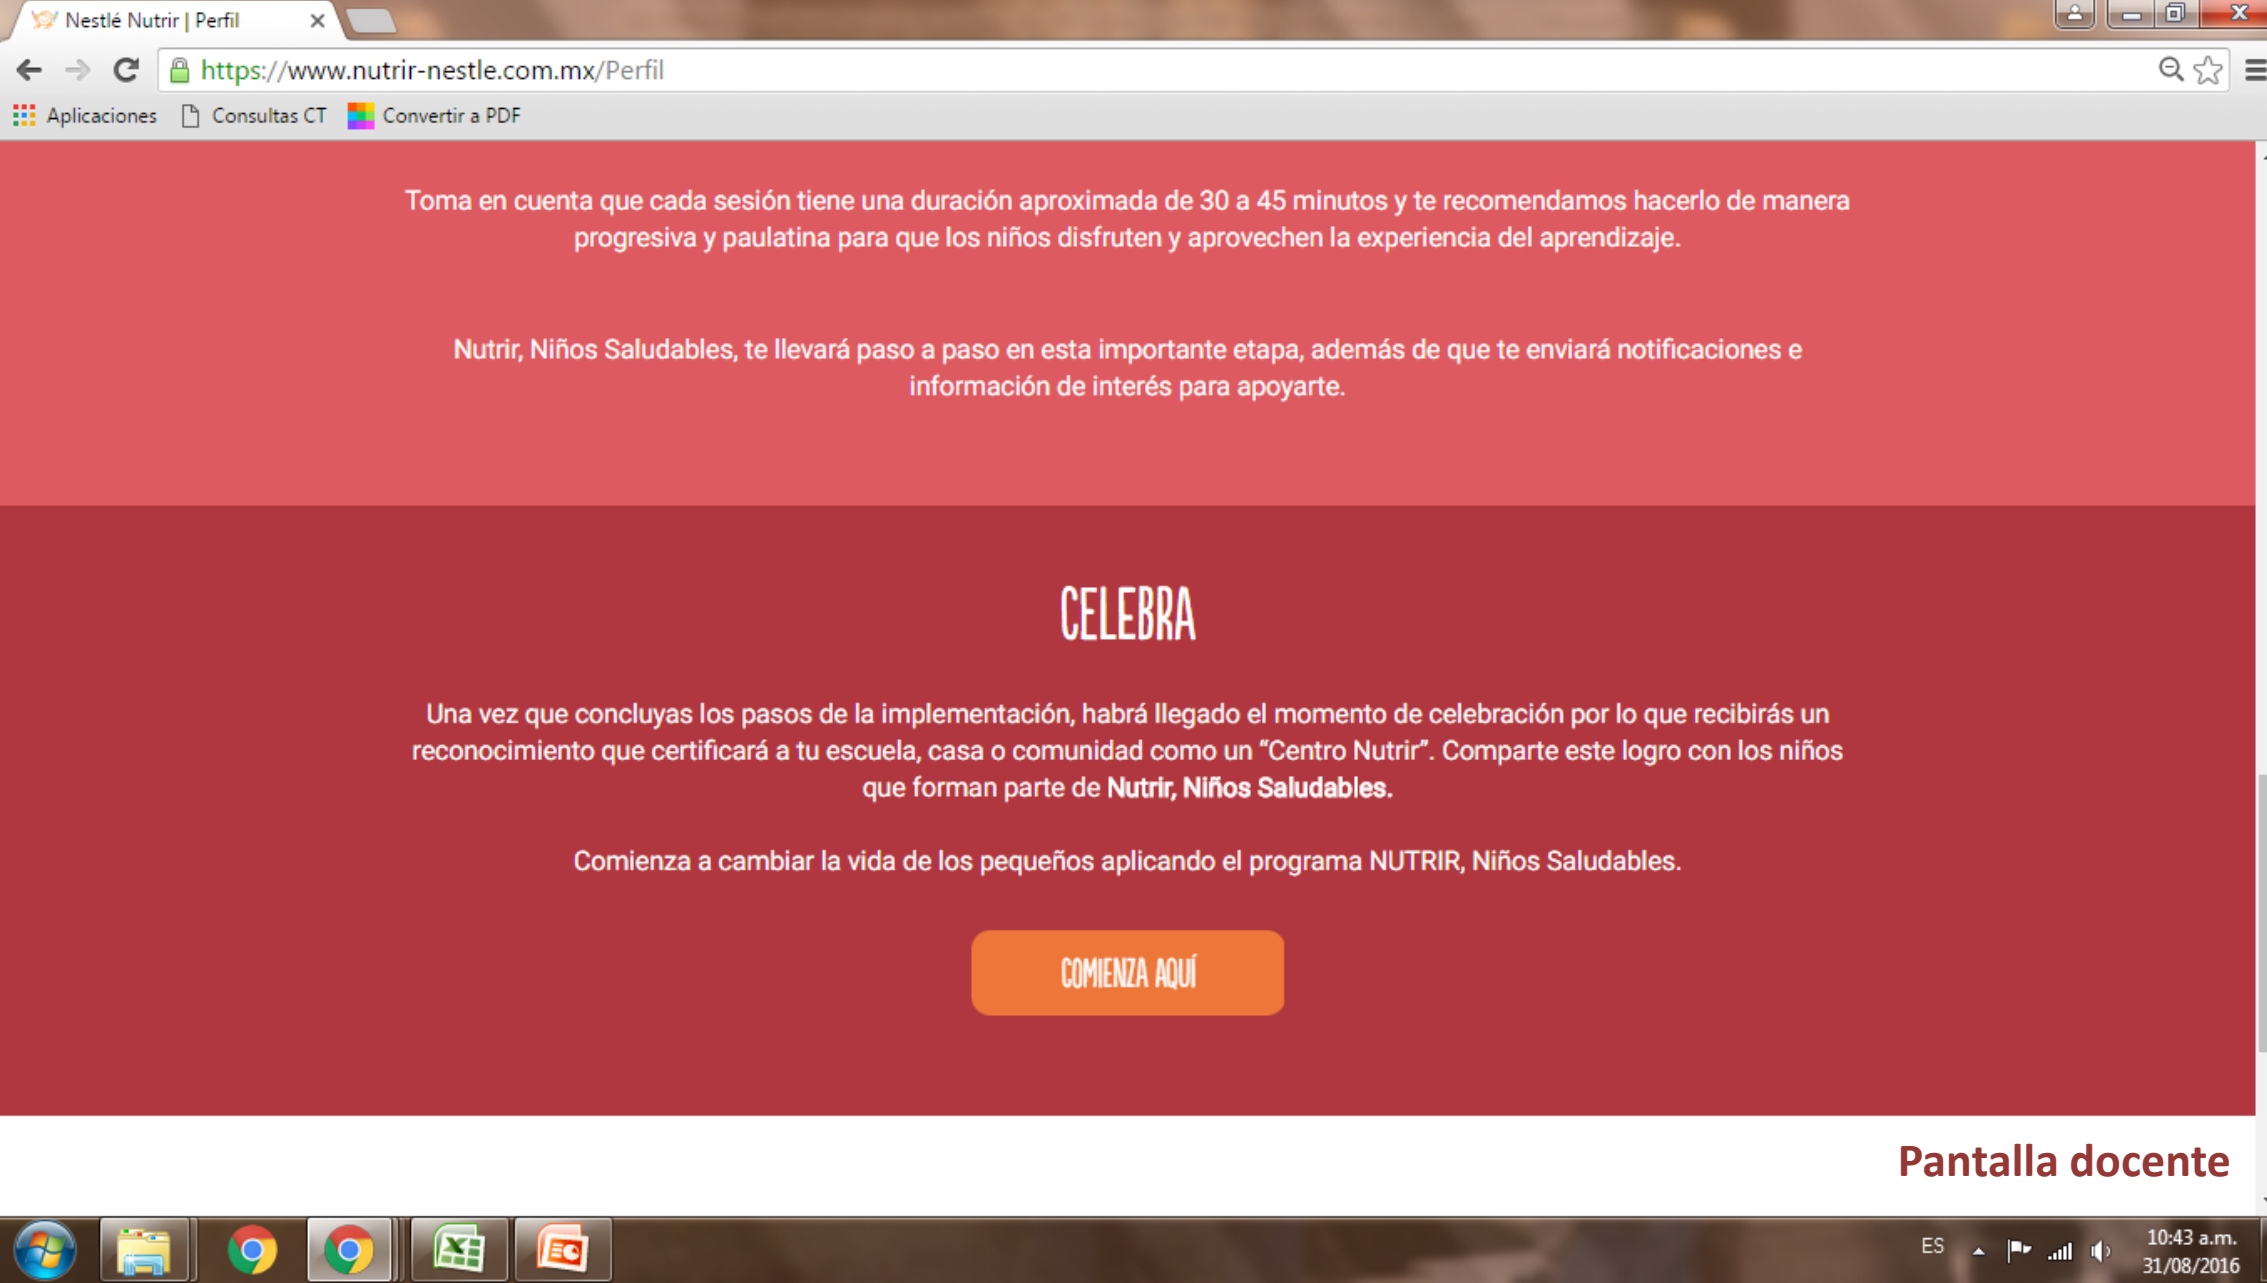 Nestlé Nutrir | Perfil
https://www.nutrir-nestle.com.mx/Perfil
Aplicaciones Consultas CT Convertir a PDF
Toma en cuenta que cada sesión tiene una duración aproximada de 30 a 45 minutos y te recomendamos hacerlo de manera
progresiva y paulatina para que los niños disfruten y aprovechen la experiencia del aprendizaje.
Nutrir, Niños Saludables, te llevará paso a paso en esta importante etapa, además de que te enviará notificaciones e
información de interés para apoyarte.
CELEBRA
Una vez que concluyas los pasos de la implementación, habrá llegado el momento de celebración por lo que recibirás un
reconocimiento que certificará a tu escuela, casa o comunidad como un “Centro Nutrir”. Comparte este logro con los niños
que forman parte de Nutrir, Niños Saludables.
Comienza a cambiar la vida de los pequeños aplicando el programa NUTRIR, Niños Saludables.
COMIENZA AQUÍ
Pantalla docente
ES
10:43 a.m.
31/08/2016